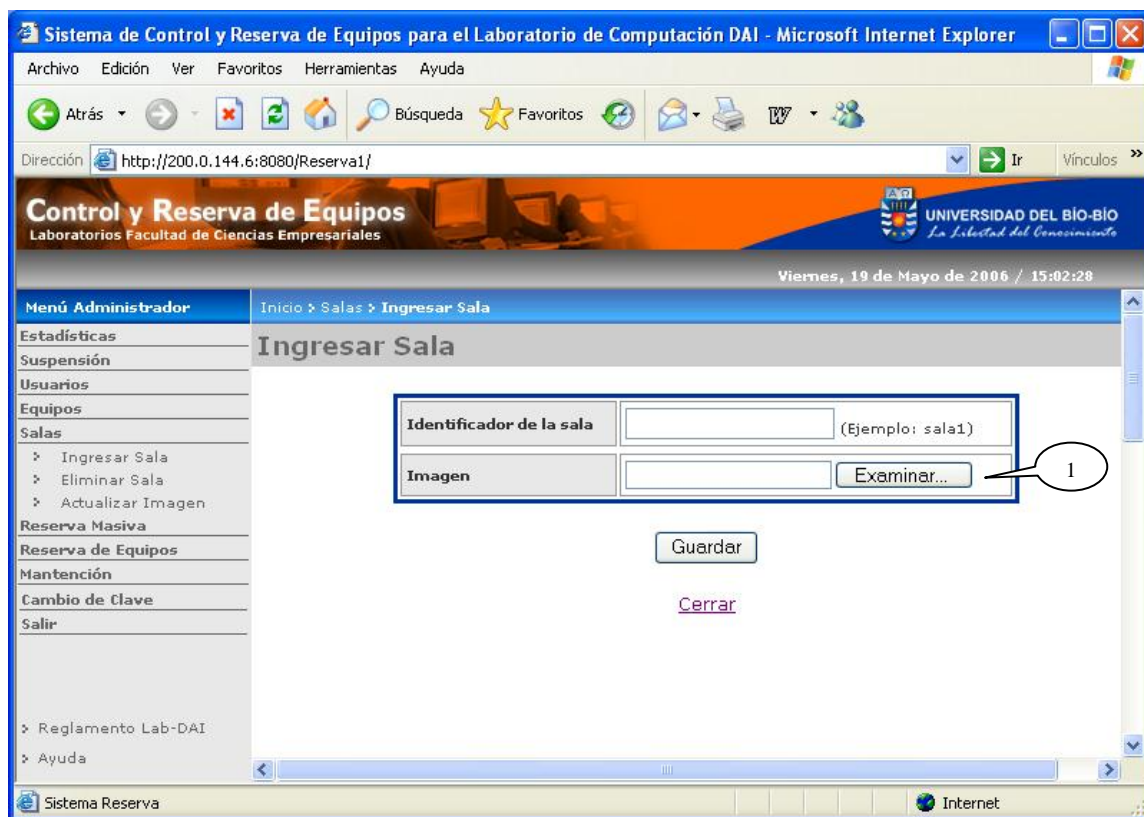 Sistema de Control y Reserva de Equipos para el Laboratorio de Computación DAI - Microsoft Internet Explorer
Archivo Edición Ver Favoritos Herramientas Ayuda
Atrás Búsqueda Favoritos
Dirección http://200.0.144.6:8080/Reserva1/ Ir Vínculos »
Control y Reserva de Equipos
Laboratorios Facultad de Ciencias Empresariales
UNIVERSIDAD DEL BÍO-BÍO
La Libertad del Conocimiento
Viernes, 19 de Mayo de 2006 / 15:02:28
Menú Administrador
Inicio > Salas > Ingresar Sala
Estadísticas
Suspensión
Usuarios
Equipos
Salas
> Ingresar Sala
> Eliminar Sala
> Actualizar Imagen
Reserva Masiva
Reserva de Equipos
Mantención
Cambio de Clave
Salir
> Reglamento Lab-DAI
> Ayuda
Ingresar Sala
Identificador de la sala (Ejemplo: sala1)
Imagen Examinar...
1
Guardar
Cerrar
Sistema Reserva Internet